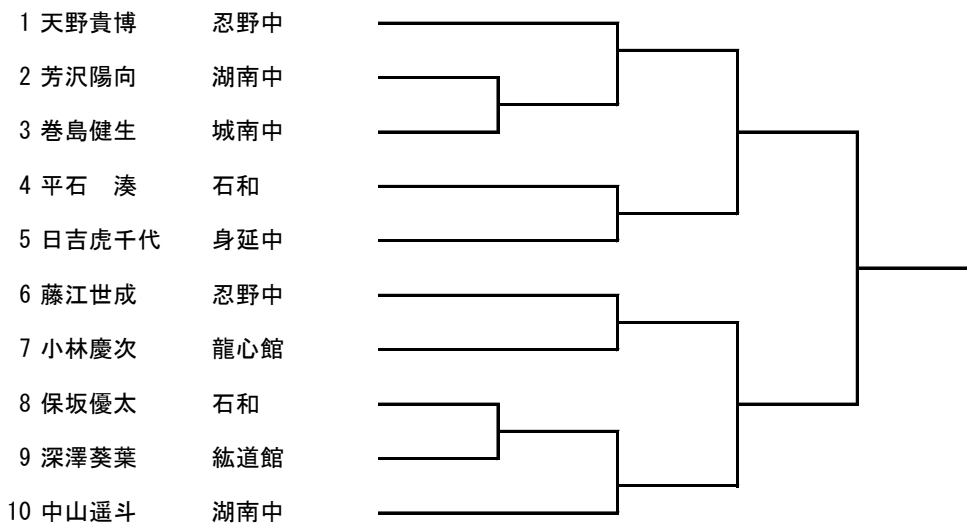 1 天野貴博 忍野中
2 芳沢陽向 湖南中
3 巻島健生 城南中
4 平石　湊 石和
5 日吉虎千代 身延中
6 藤江世成 忍野中
7 小林慶次 龍心館
8 保坂優太 石和
9 深澤葵葉 紘道館
10 中山遥斗 湖南中